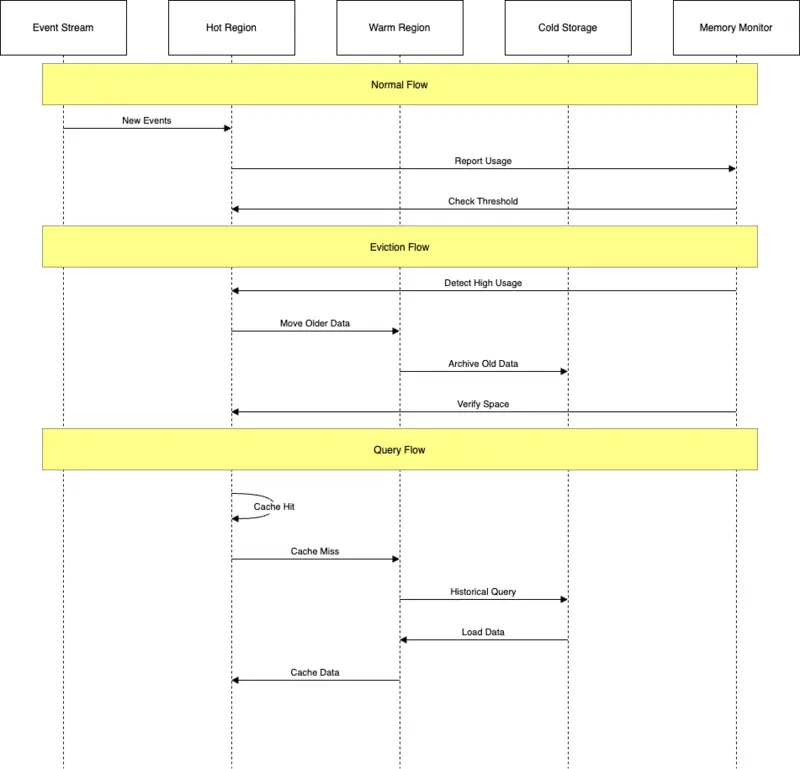 Event Stream
Hot Region
Warm Region
Cold Storage
Memory Monitor
Normal Flow
New Events
Report Usage
Check Threshold
Eviction Flow
Detect High Usage
Move Older Data
Archive Old Data
Verify Space
Query Flow
Cache Hit
Cache Miss
Historical Query
Load Data
Cache Data